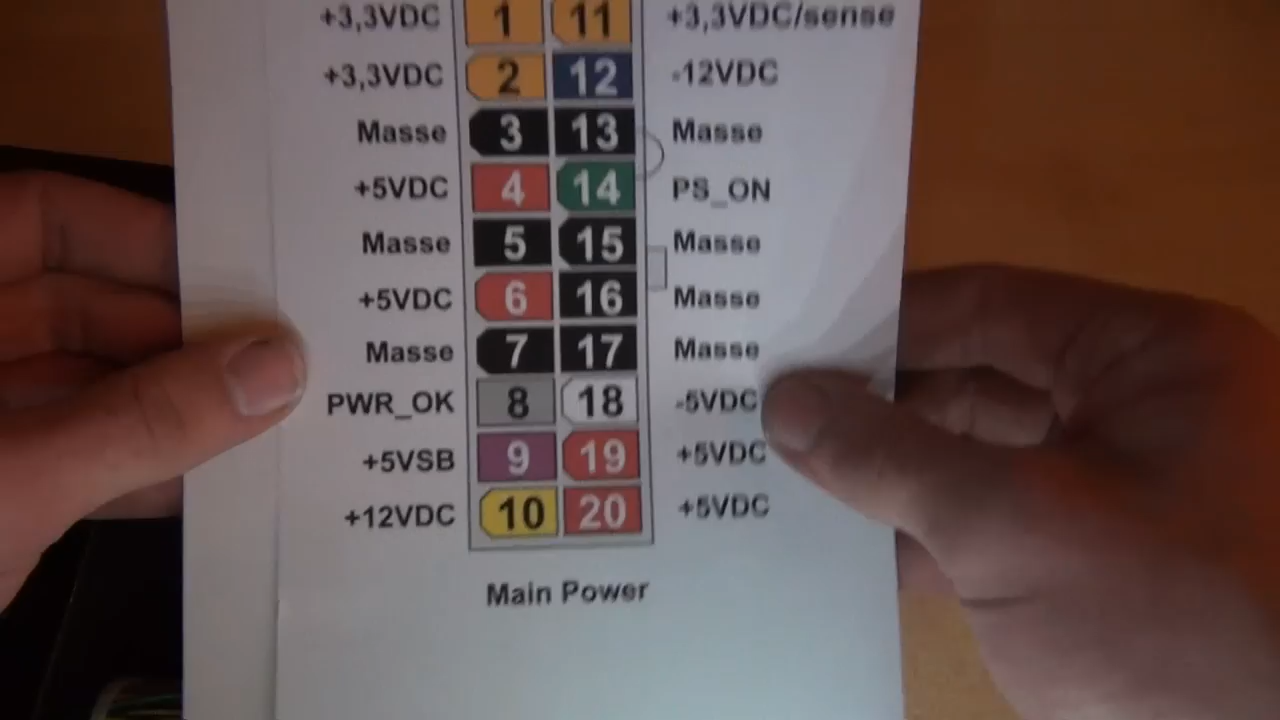 +3,3VDC 1 11 +3,3VDC/sense
+3,3VDC 2 12 -12VDC
Masse 3 13 Masse
+5VDC 4 14 PS_ON
Masse 5 15 Masse
+5VDC 6 16 Masse
Masse 7 17 Masse
PWR_OK 8 18 -5VDC
+5VSB 9 19 +5VDC
+12VDC 10 20 +5VDC
Main Power